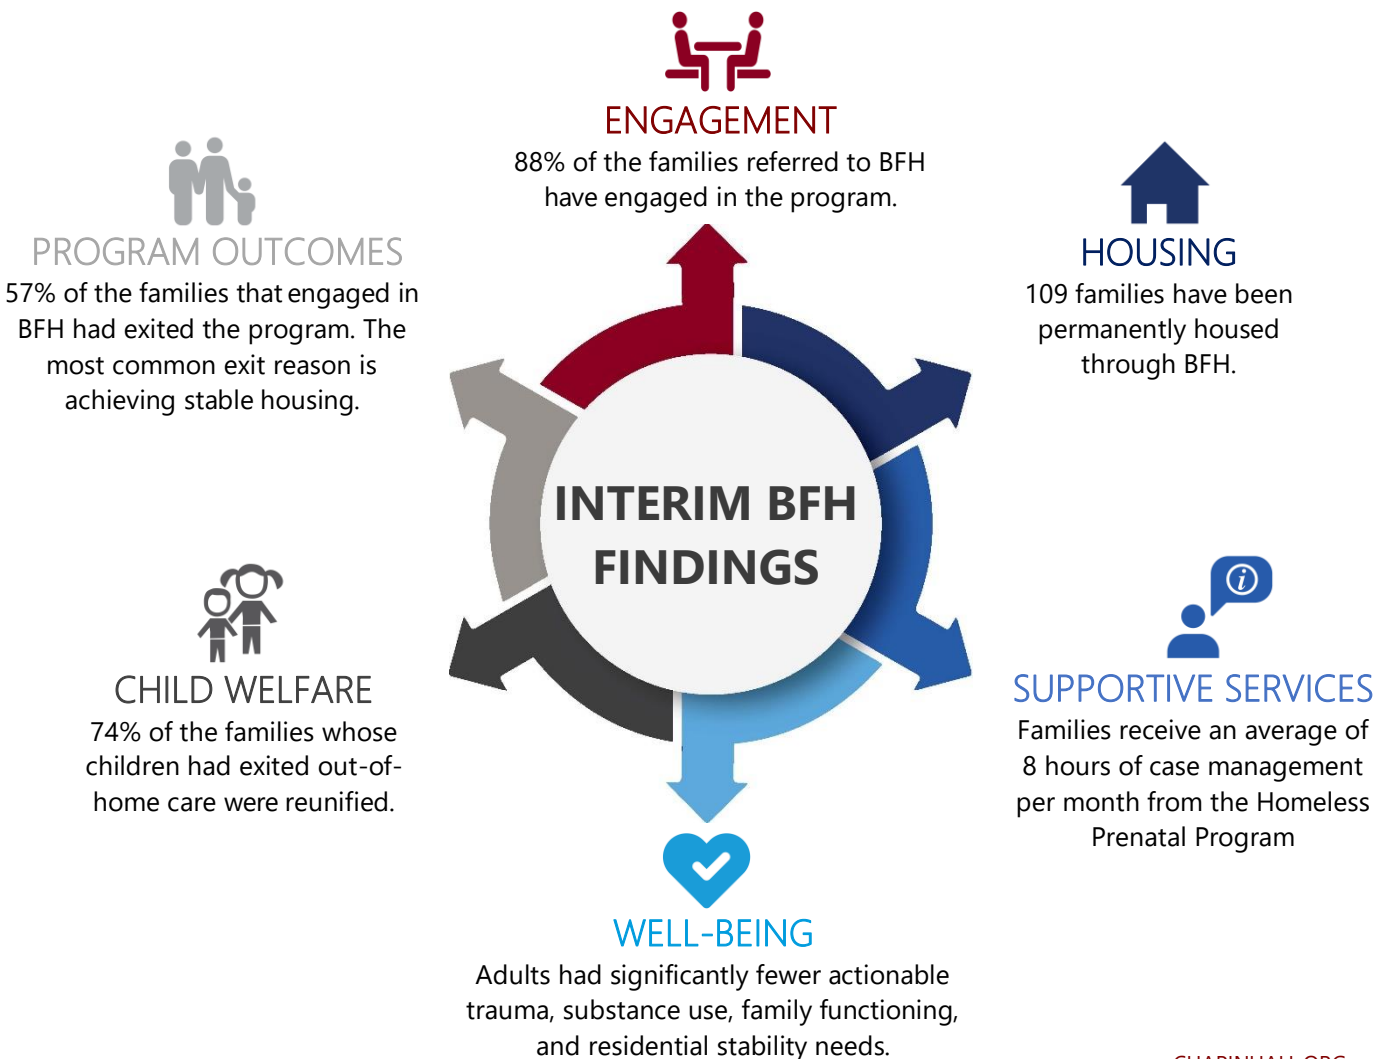 ENGAGEMENT
88% of the families referred to BFH
have engaged in the program.
HOUSING
109 families have been
permanently housed
through BFH.
SUPPORTIVE SERVICES
Families receive an average of
8 hours of case management
per month from the Homeless
Prenatal Program
WELL-BEING
Adults had significantly fewer actionable
trauma, substance use, family functioning,
and residential stability needs.
CHILD WELFARE
74% of the families whose
children had exited out-of-
home care were reunified.
PROGRAM OUTCOMES
57% of the families that engaged in
BFH had exited the program. The
most common exit reason is
achieving stable housing.
INTERIM BFH
FINDINGS
i